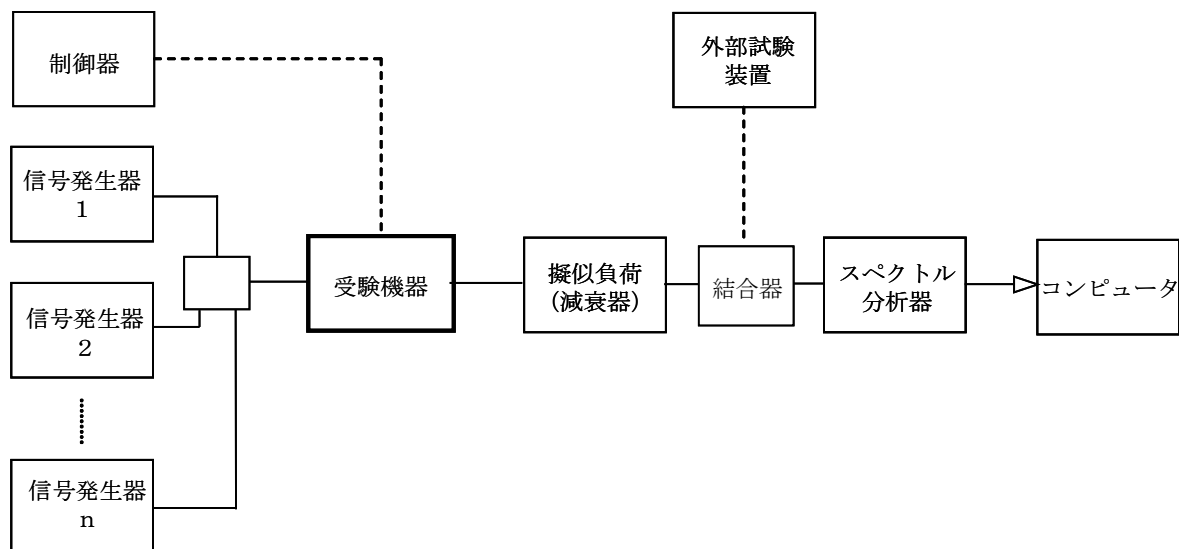 制御器
外部試験
装置
信号発生器
1
信号発生器
2
信号発生器
n
受験機器
擬似負荷
(減衰器)
結合器
スペクトル
分析器
コンピュータ